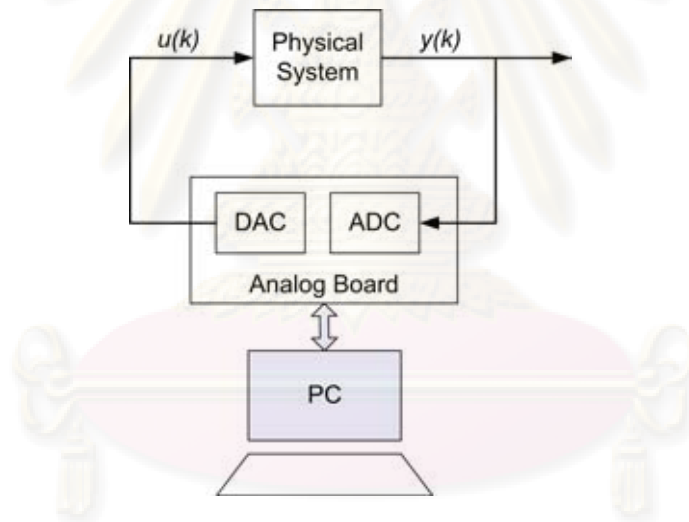 u(k)
Physical
System
y(k)
DAC
ADC
Analog Board
PC